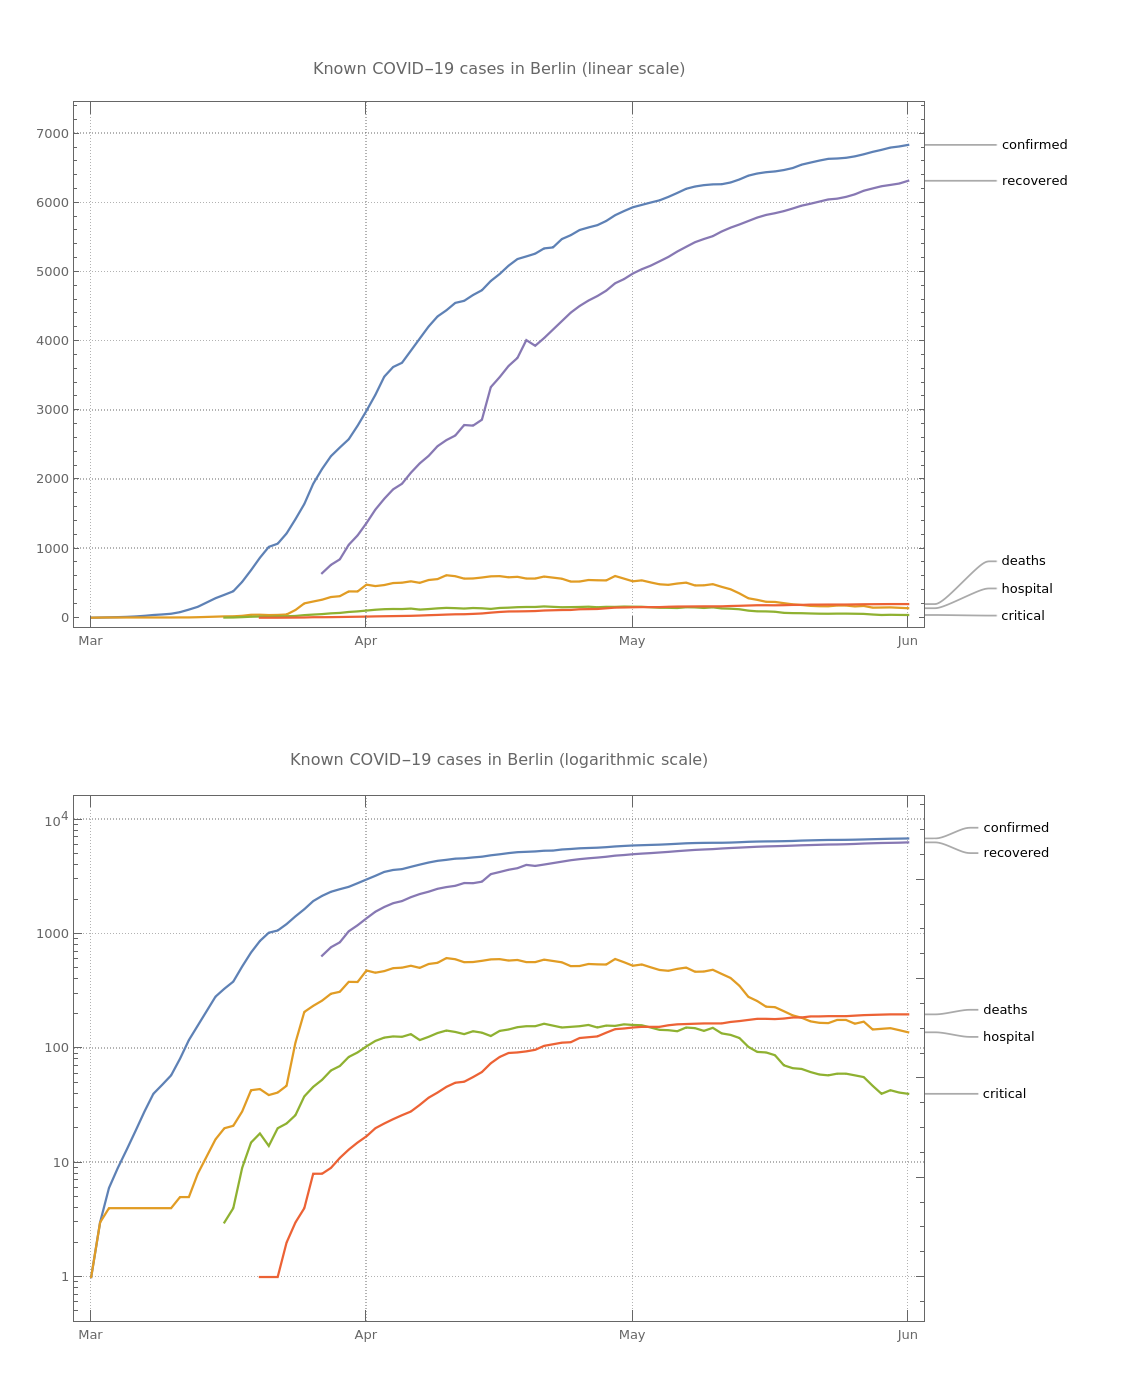 Known COVID−19 cases in Berlin (linear scale)
7000
6000
5000
4000
3000
2000
1000
0
confirmed
recovered
deaths
hospital
critical
Mar Apr May Jun
Known COVID−19 cases in Berlin (logarithmic scale)
10⁴
1000
100
10
1
confirmed
recovered
deaths
hospital
critical
Mar Apr May Jun